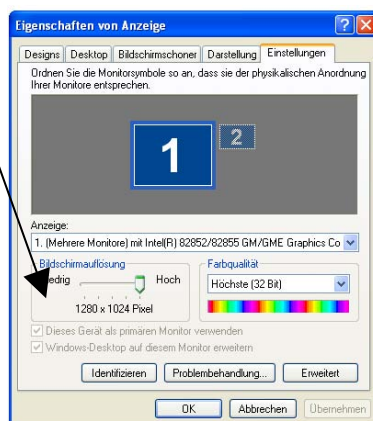 Eigenschaften von Anzeige
Designs Desktop Bildschirmschoner Darstellung Einstellungen
Ordnen Sie die Monitorsymbole so an, dass sie der physikalischen Anordnung
Ihrer Monitore entsprechen.
1 2
Anzeige:
1. (Mehrere Monitore) mit Intel(R) 82852/82855 GM/GME Graphics Co
Bildschirmauflösung Farbqualität
edrig Hoch Höchste (32 Bit)
1280 x 1024 Pixel
Dieses Gerät als primären Monitor verwenden
Windows-Desktop auf diesem Monitor erweitern
Identifizieren Problembehandlung... Erweitert
OK Abbrechen Übernehmen